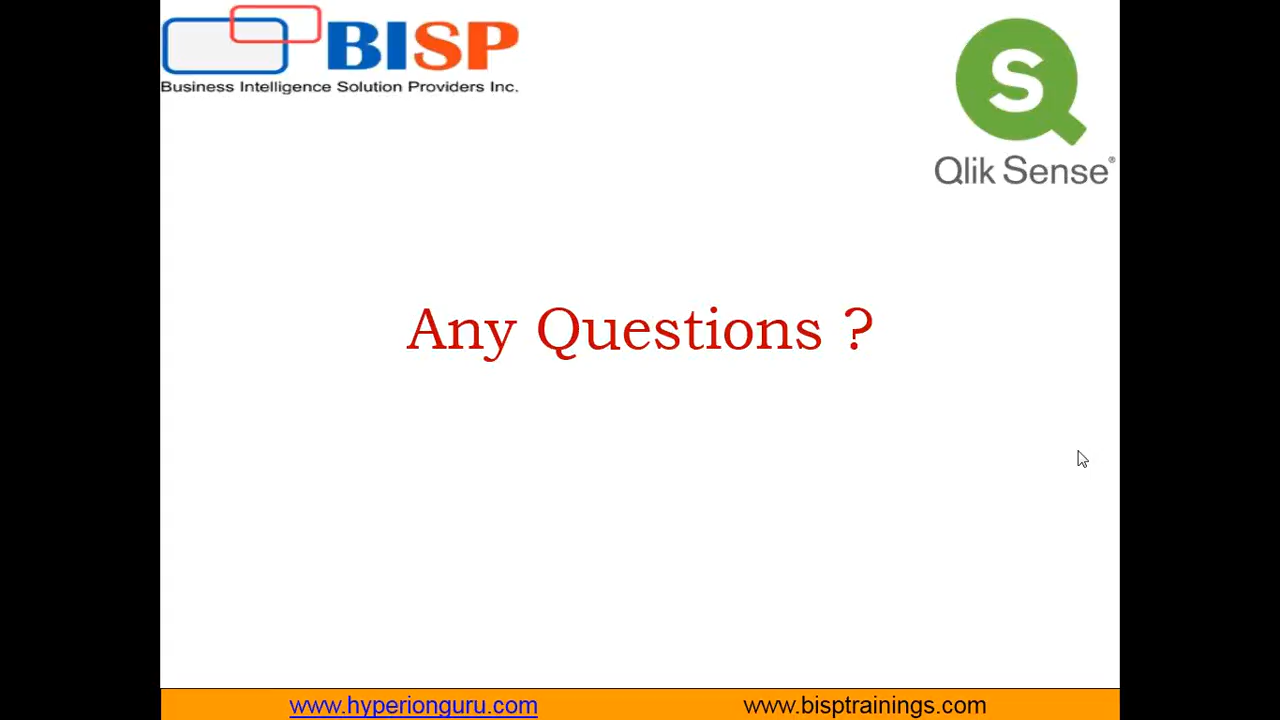 BISP
Business Intelligence Solution Providers Inc.
S
Qlik Sense®
Any Questions ?
www.hyperionguru.com
www.bisptrainings.com